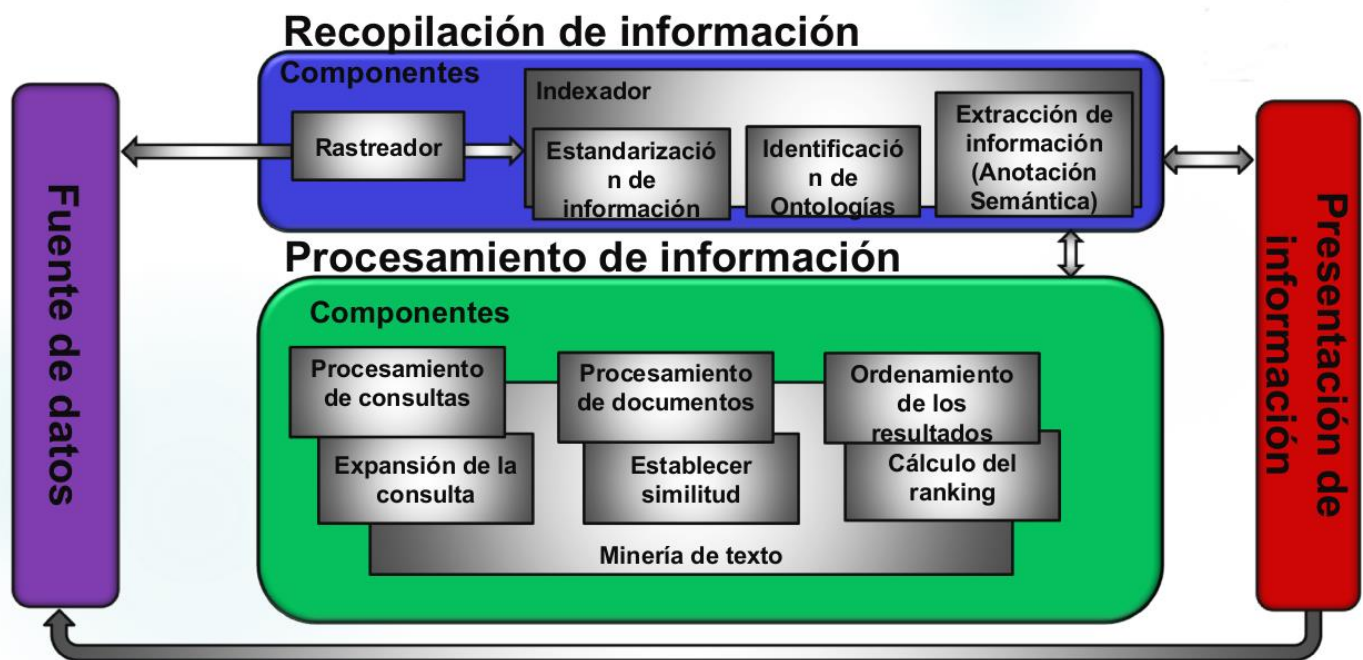 Recopilación de información
Componentes
Indexador
Rastreador
Estandarizació
n de
información
Identificació
n de
Ontologías
Extracción de
información
(Anotación
Semántica)
Fuente de datos
Presentación de
información
Procesamiento de información
Componentes
Procesamiento
de consultas
Procesamiento
de documentos
Ordenamiento
de los
resultados
Expansión de la
consulta
Establecer
similitud
Cálculo del
ranking
Minería de texto